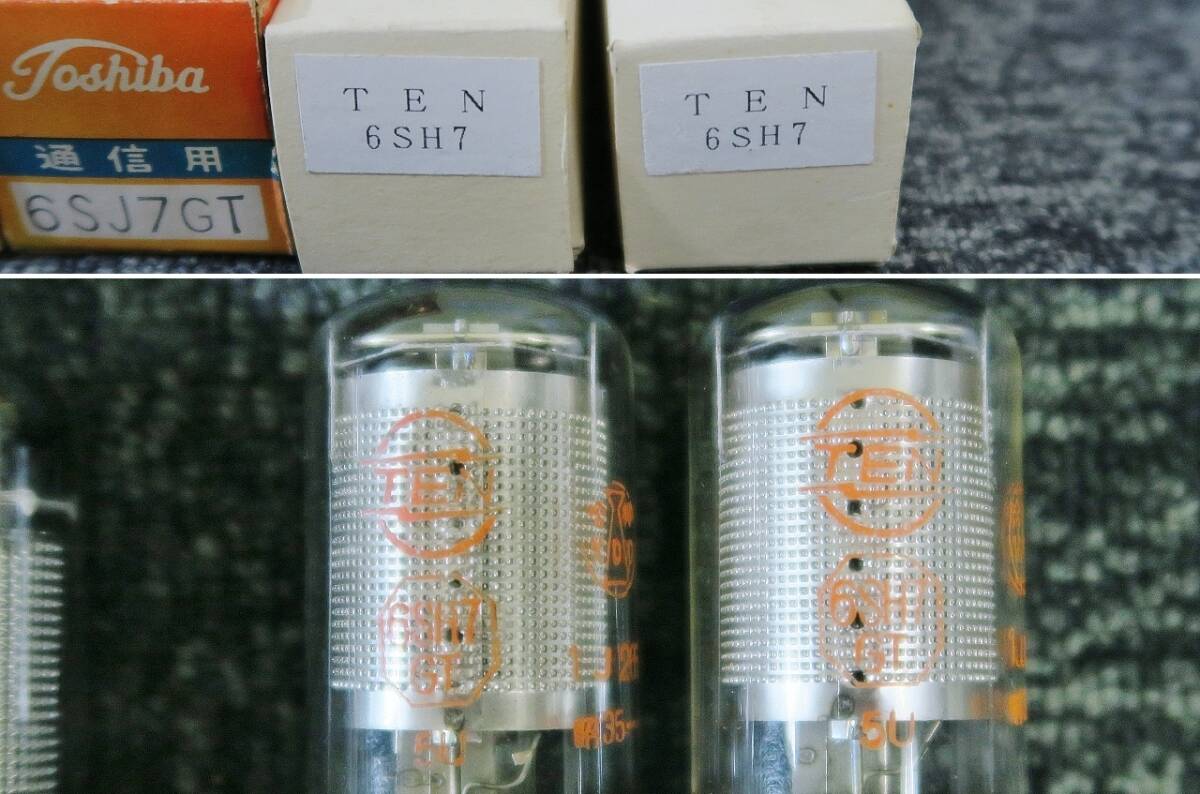 Toshiba
通信用
6SJ7GT
TEN
6SH7
TEN
6SH7
TEN
6SH7
GT
5U
TEN
6SH7
GT
5U